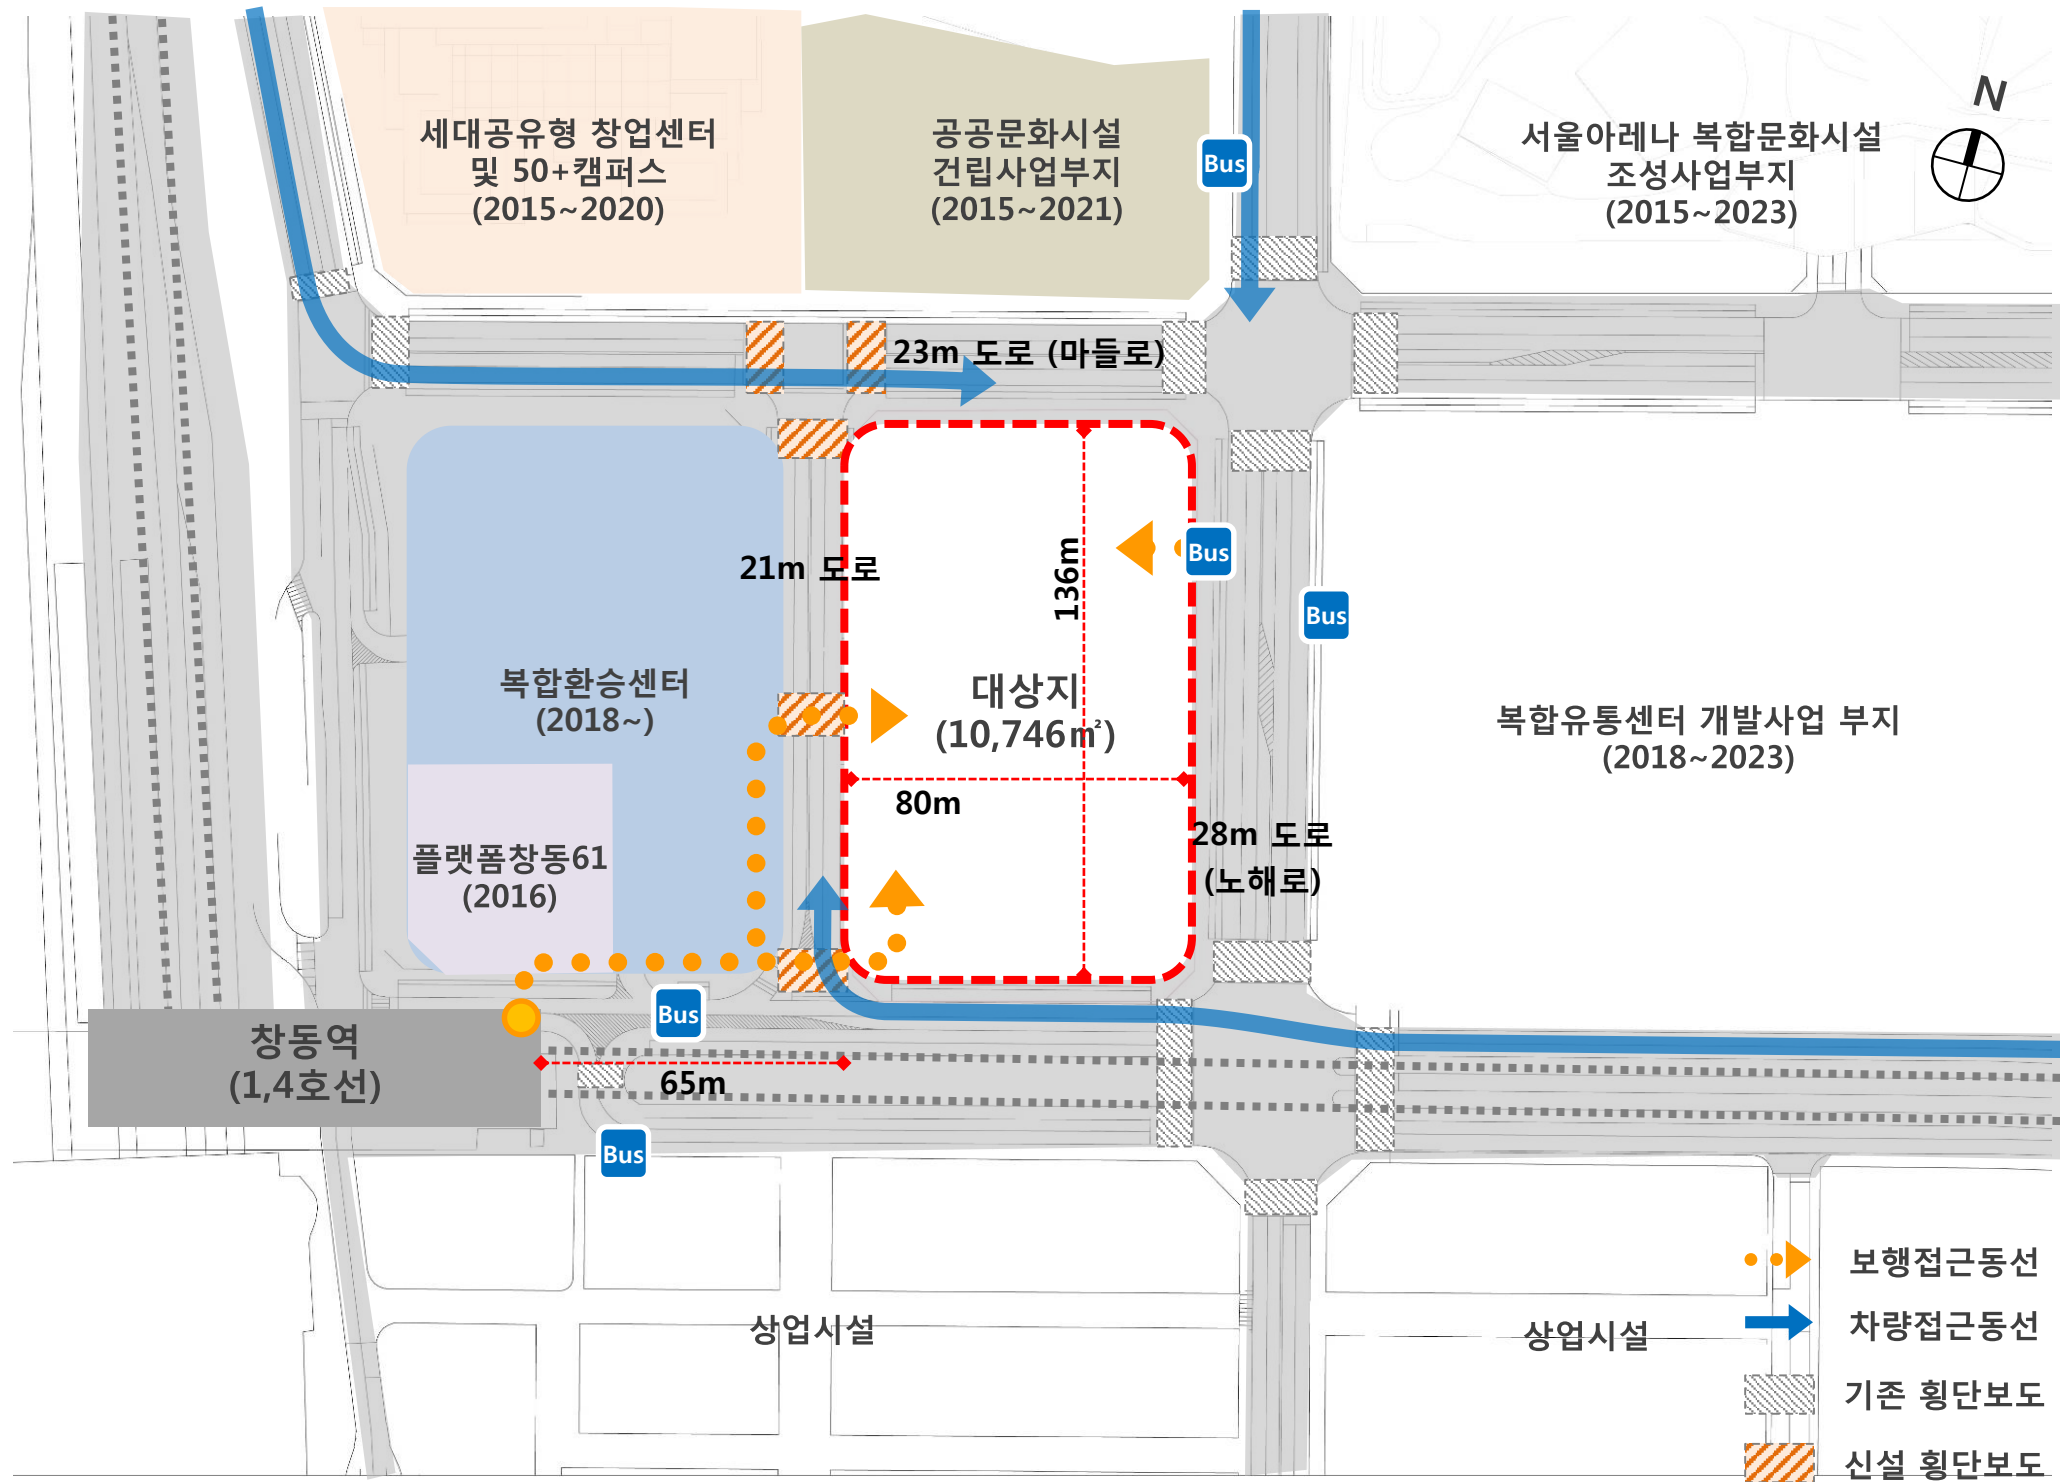 세대공유형 창업센터
및 50+캠퍼스
(2015~2020)
공공문화시설
건립사업부지
(2015~2021)
Bus
서울아레나 복합문화시설
조성사업부지
(2015~2023)
N
23m 도로 (마들로)
21m 도로
136m
Bus
Bus
복합환승센터
(2018~)
대상지
(10,746㎡)
복합유통센터 개발사업 부지
(2018~2023)
80m
28m 도로
(노해로)
플랫폼창동61
(2016)
Bus
창동역
(1,4호선)
65m
Bus
상업시설
상업시설
보행접근동선
차량접근동선
기존 횡단보도
신설 횡단보도